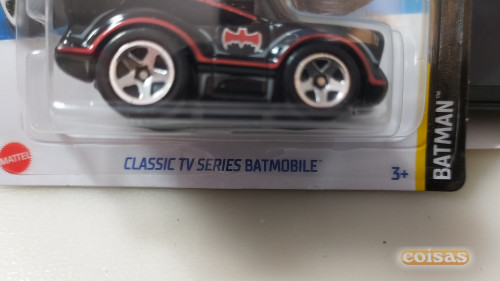 MATTEL
CLASSIC TV SERIES BATMOBILE™
3+
BATMAN™
coisas